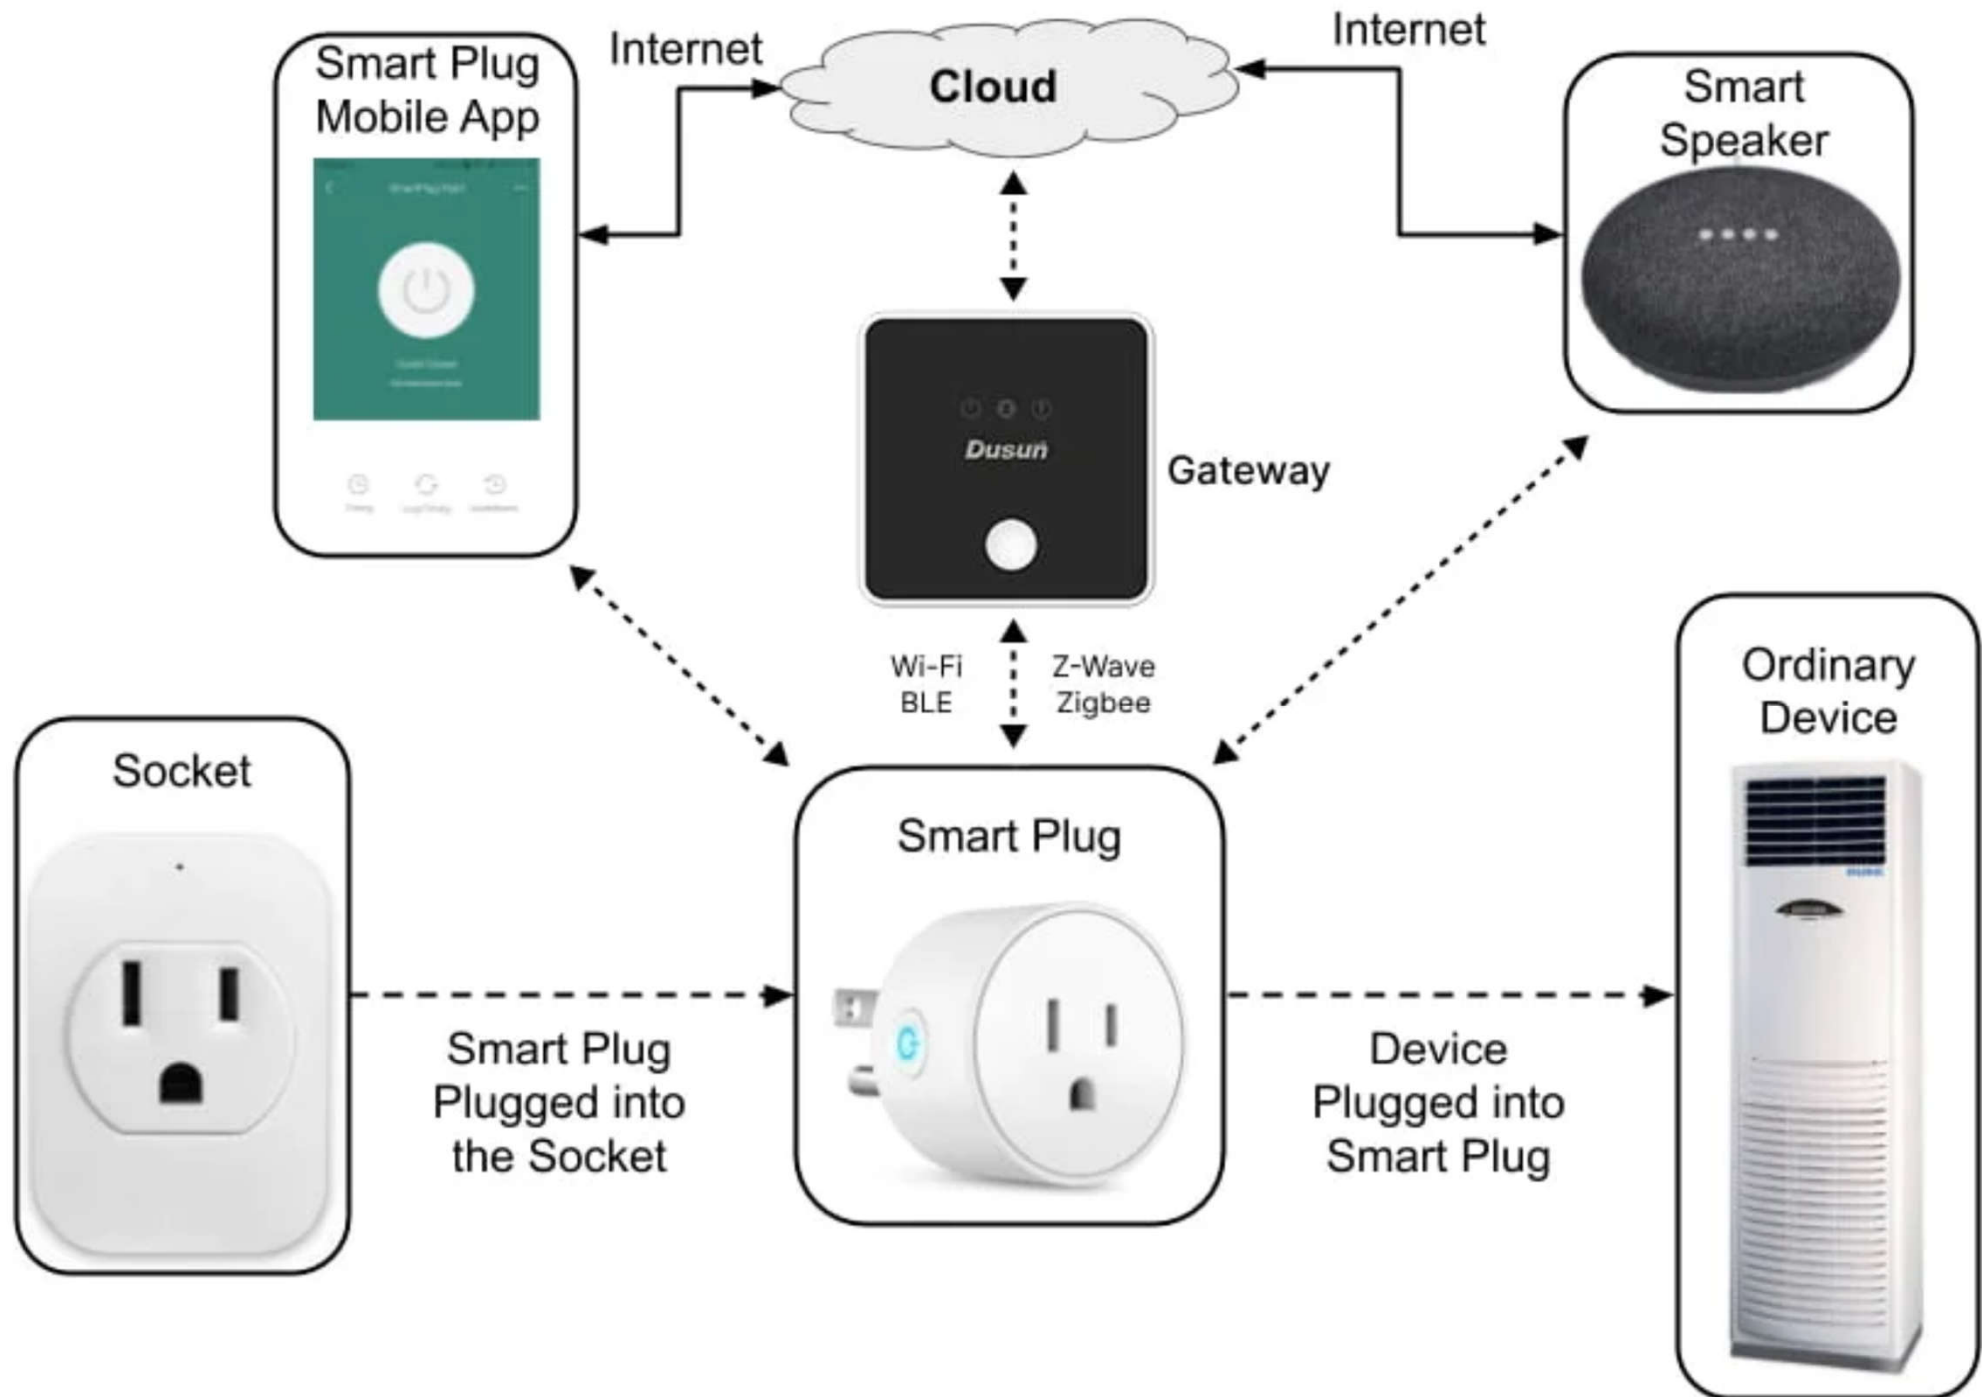 Internet
Internet
Cloud
Smart Plug
Mobile App
Smart
Speaker
Dusun
Gateway
Wi-Fi
BLE
Z-Wave
Zigbee
Ordinary
Device
Socket
Smart Plug
Smart Plug
Plugged into
the Socket
Device
Plugged into
Smart Plug